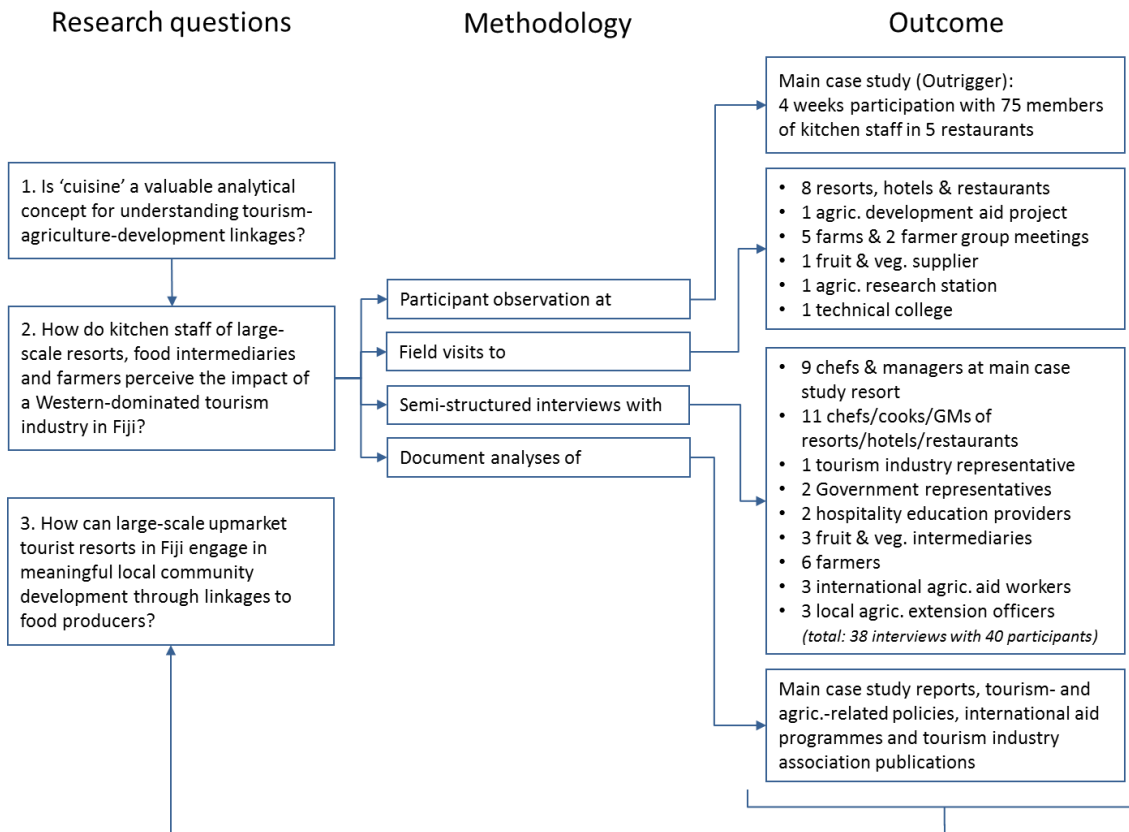 Research questions
Methodology
Outcome
1. Is ‘cuisine’ a valuable analytical
concept for understanding tourism-
agriculture-development linkages?
2. How do kitchen staff of large-
scale resorts, food intermediaries
and farmers perceive the impact of
a Western-dominated tourism
industry in Fiji?
3. How can large-scale upmarket
tourist resorts in Fiji engage in
meaningful local community
development through linkages to
food producers?
Participant observation at
Field visits to
Semi-structured interviews with
Document analyses of
Main case study (Outrigger):
4 weeks participation with 75 members
of kitchen staff in 5 restaurants
• 8 resorts, hotels & restaurants
• 1 agric. development aid project
• 5 farms & 2 farmer group meetings
• 1 fruit & veg. supplier
• 1 agric. research station
• 1 technical college
• 9 chefs & managers at main case
study resort
• 11 chefs/cooks/GMs of
resorts/hotels/restaurants
• 1 tourism industry representative
• 2 Government representatives
• 2 hospitality education providers
• 3 fruit & veg. intermediaries
• 6 farmers
• 3 international agric. aid workers
• 3 local agric. extension officers
(total: 38 interviews with 40 participants)
Main case study reports, tourism- and
agric.-related policies, international aid
programmes and tourism industry
association publications